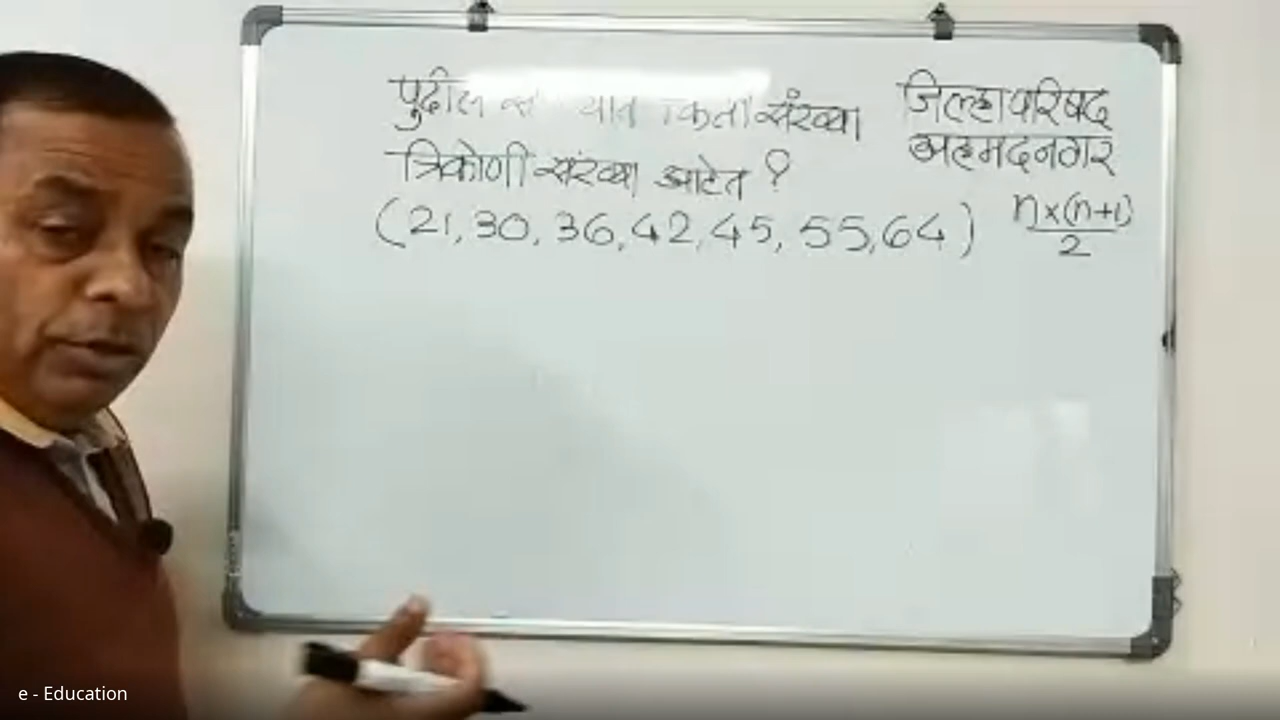 पुढील संख्या त्रिकोणी संख्या आहेत ?
(21, 30, 36, 42, 45, 55, 64)
जिल्हा परिषद
अहमदनगर
n×(n+1)
2
e - Education